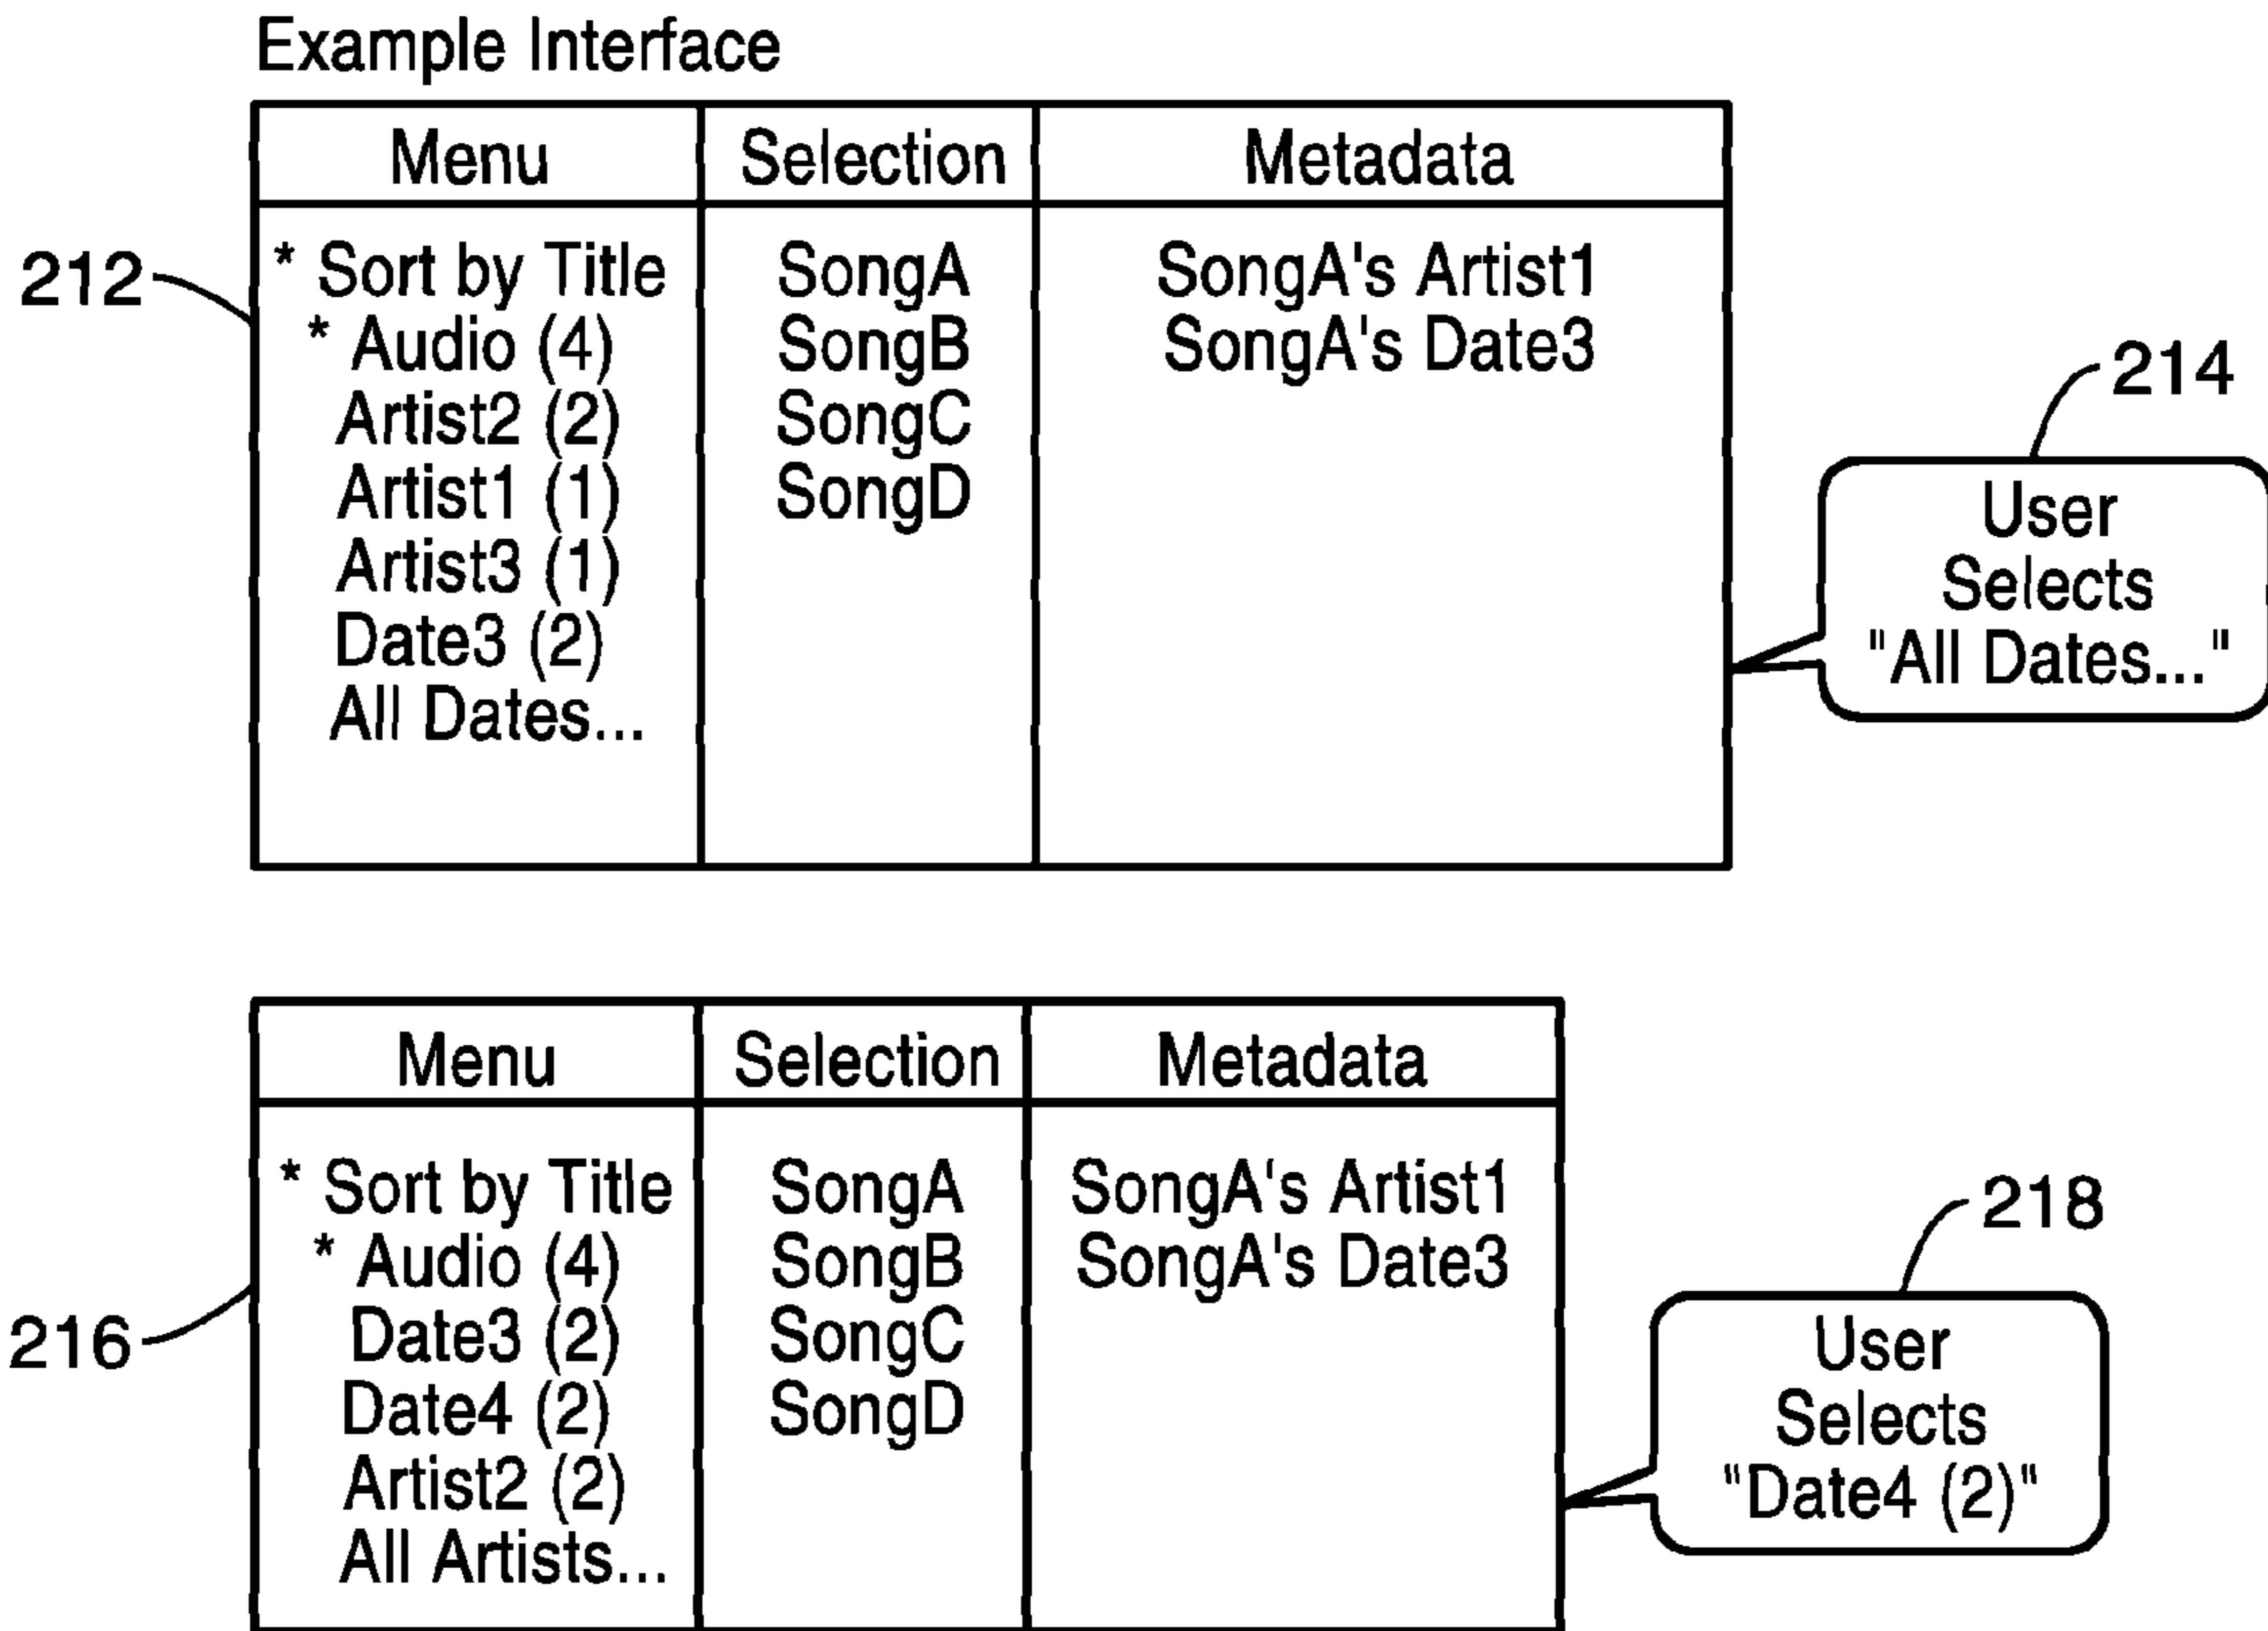 Example Interface
Menu Selection Metadata
* Sort by Title SongA SongA's Artist1
212
* Audio (4) SongB SongA's Date3
214
Artist2 (2) SongC
Artist1 (1) SongD
Artist3 (1)
Date3 (2)
All Dates...
User
Selects
"All Dates... "
Menu Selection Metadata
* Sort by Title SongA SongA's Artist1
218
* Audio (4) SongB SongA's Date3
216
Date3 (2) SongC
Date4 (2) SongD
Artist2 (2)
All Artists...
User
Selects
"Date4 (2)"